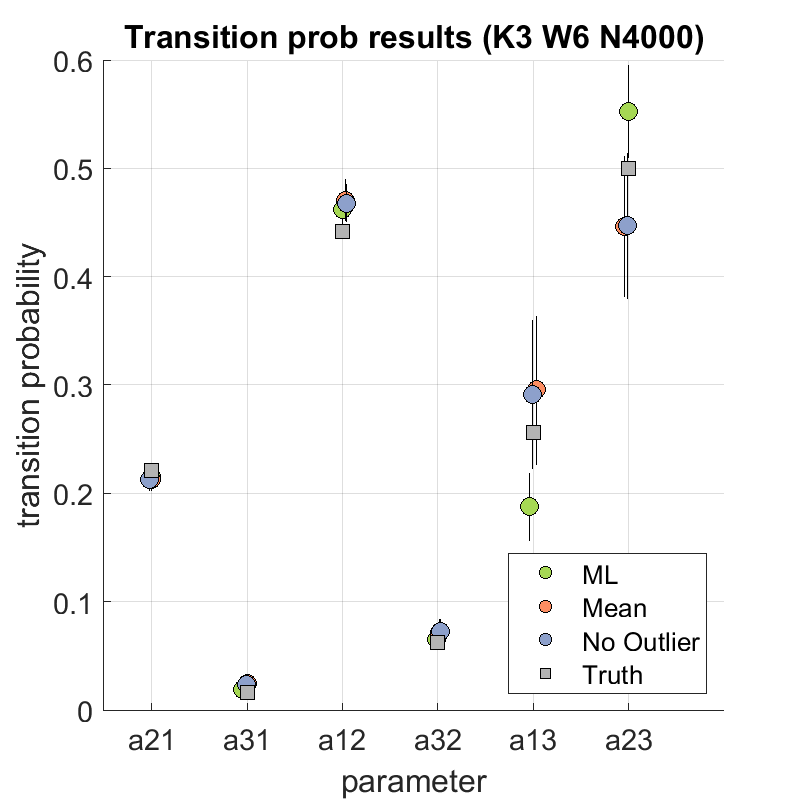 Transition prob results (K3 W6 N4000)
0.6
0.5
0.4
0.3
0.2
0.1
0
transition probability
a21 a31 a12 a32 a13 a23
parameter
ML
Mean
No Outlier
Truth